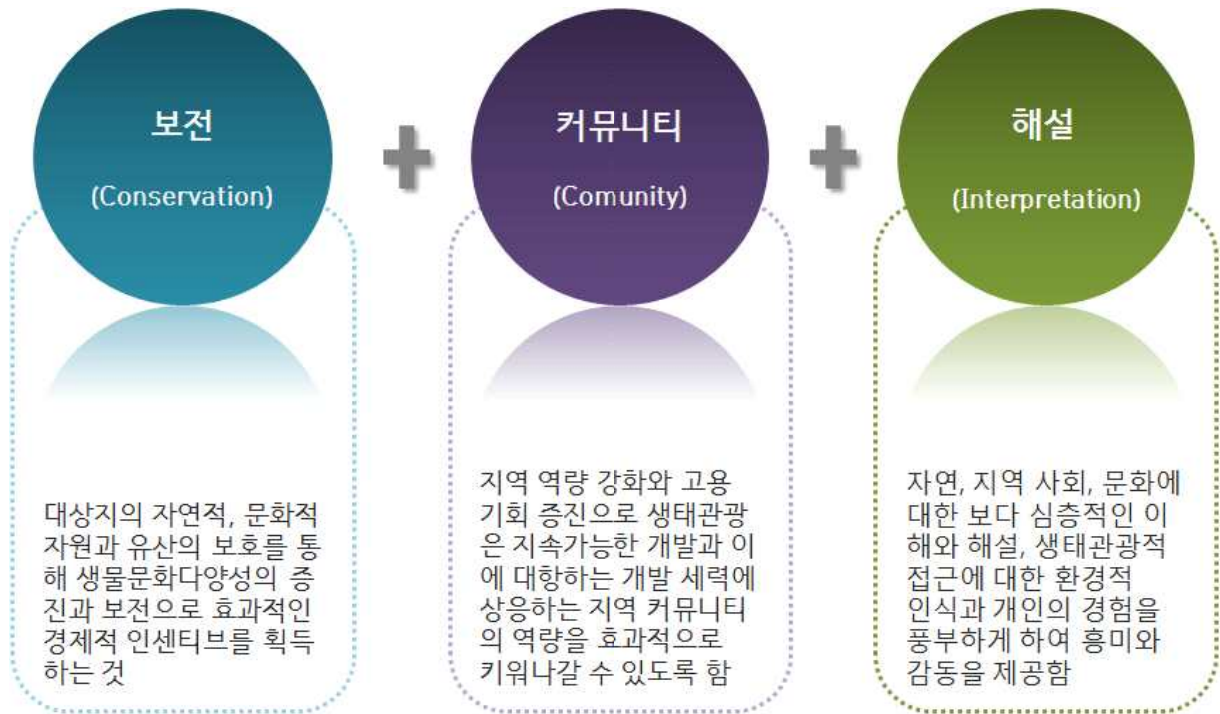 보전
(Conservation)
대상지의 자연적, 문화적
자원과 유산의 보호를 통
해 생물문화다양성의 증
진과 보전으로 효과적인
경제적 인센티브를 획득
하는 것
커뮤니티
(Comunity)
지역 역량 강화와 고용
기회 증진으로 생태관광
은 지속가능한 개발과 이
에 대항하는 개발 세력에
상응하는 지역 커뮤니티
의 역량을 효과적으로
키워나갈 수 있도록 함
해설
(Interpretation)
자연, 지역 사회, 문화에
대한 보다 심층적인 이
해와 해설, 생태관광적
접근에 대한 환경적
인식과 개인의 경험을
풍부하게 하여 흥미와
감동을 제공함